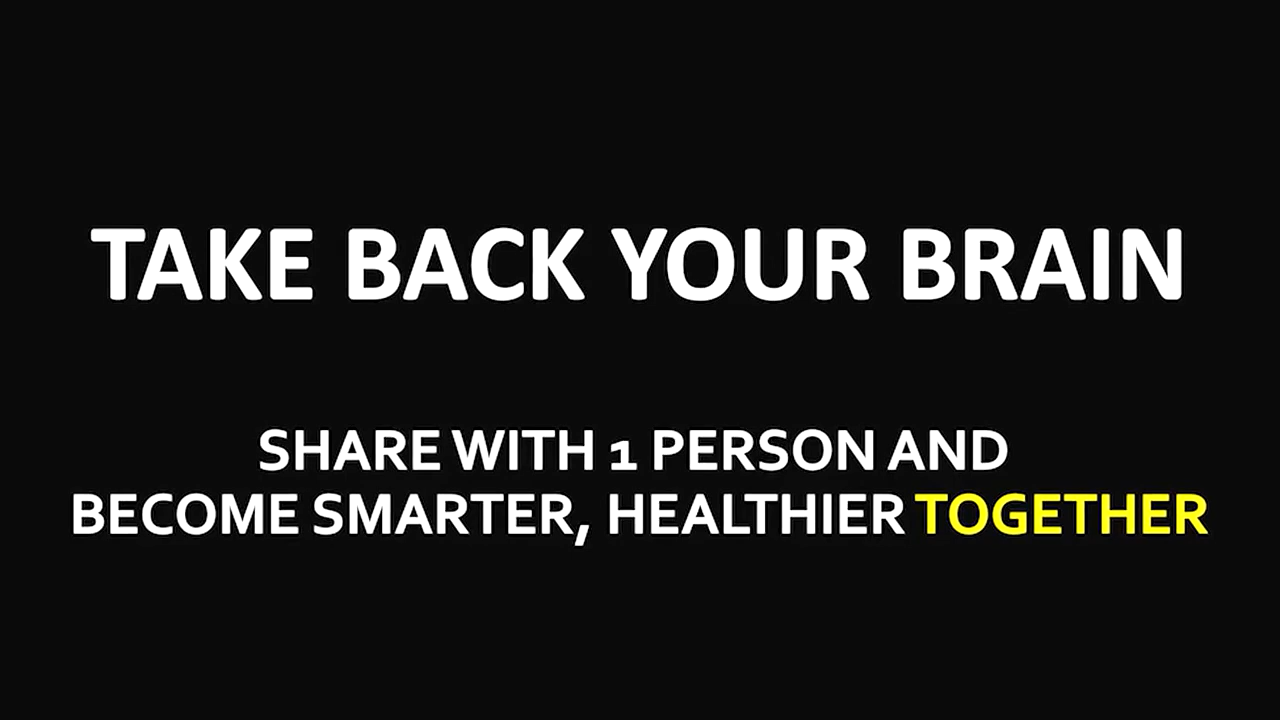 TAKE BACK YOUR BRAIN
SHARE WITH 1 PERSON AND
BECOME SMARTER, HEALTHIER TOGETHER